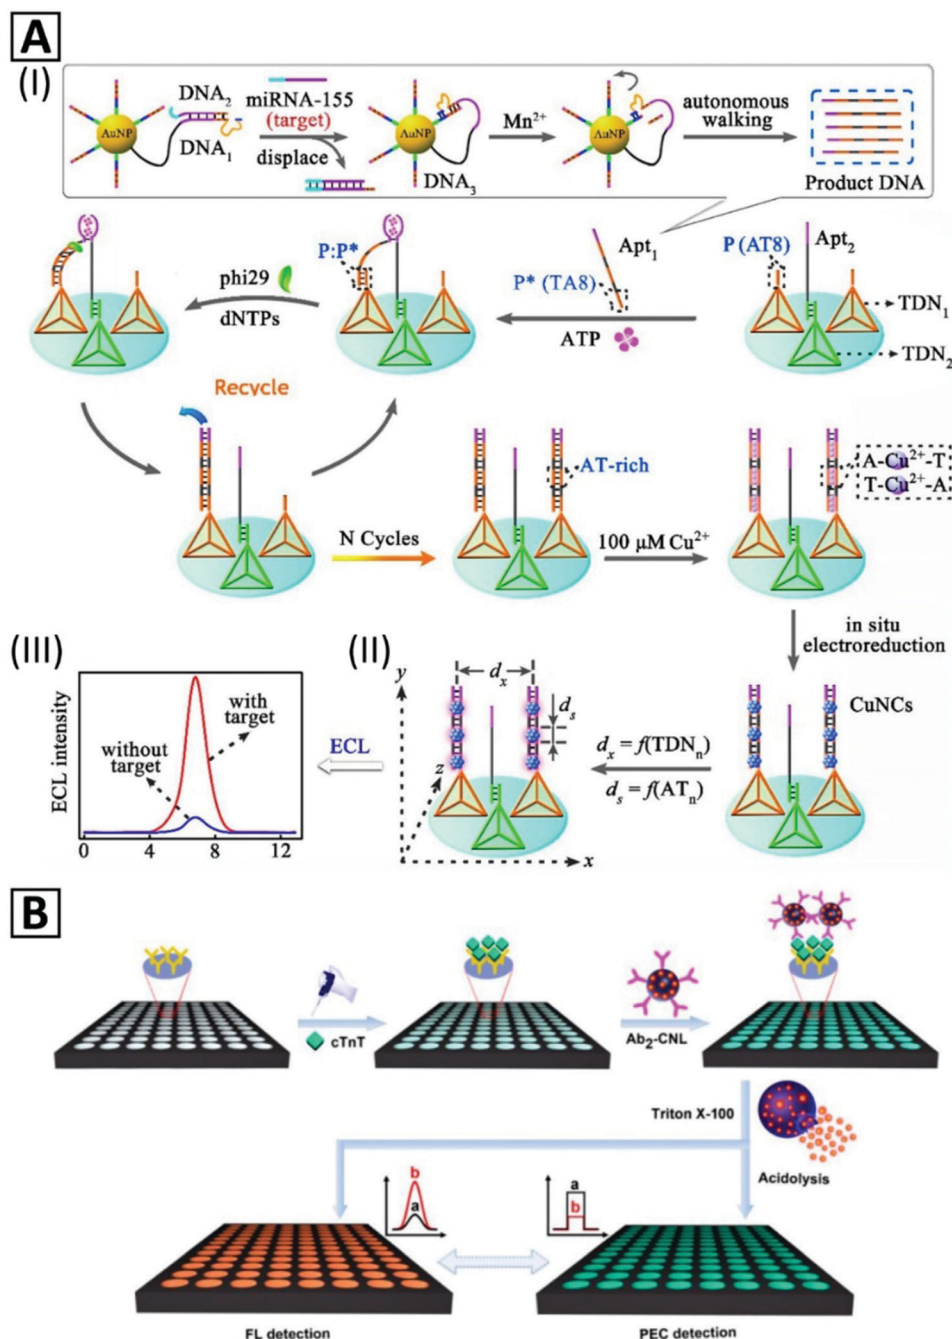 A
(I)
DNA₂
miRNA-155
(target)
displace
AuNP
DNA₁
AuNP
DNA₃
Mn²⁺
AuNP
autonomous
walking
Product DNA
phi29
dNTPs
P:P*
Apt₁
P* (TA8)
ATP
P (AT8)
Apt₂
TDN₁
TDN₂
Recycle
N Cycles
AT-rich
100 μM Cu²⁺
A-Cu²⁺-T
T-Cu²⁺-A
in situ
electroreduction
(III)
ECL intensity
without
target
with
target
0 4 8 12
ECL
(II)
y
dₓ
dₛ
z
x
dₓ = f(TDNₙ)
dₛ = f(ATₙ)
CuNCs
B
cTnT
Ab₂-CNL
Triton X-100
Acidolysis
b
a
a
b
FL detection
PEC detection